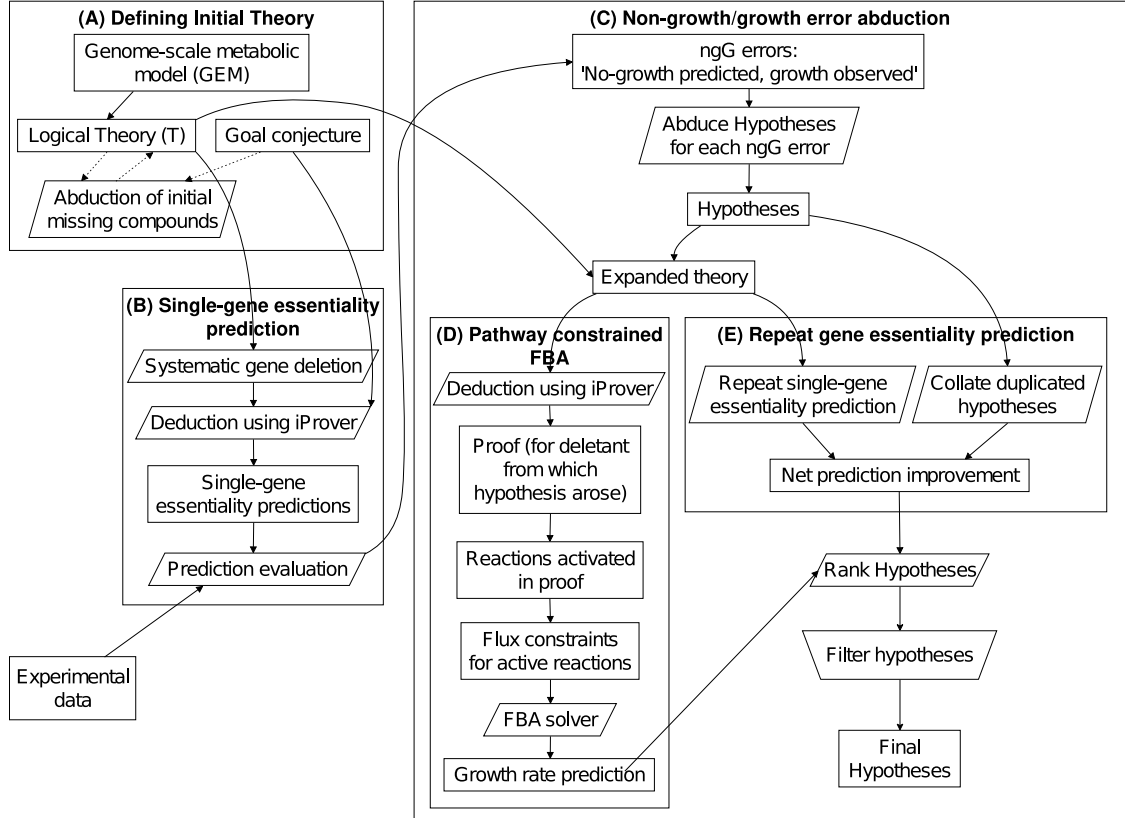 (A) Defining Initial Theory
Genome-scale metabolic
model (GEM)
Logical Theory (T)
Goal conjecture
Abduction of initial
missing compounds
(B) Single-gene essentiality
prediction
Systematic gene deletion
Deduction using iProver
Single-gene
essentiality predictions
Prediction evaluation
Experimental
data
(C) Non-growth/growth error abduction
ngG errors:
'No-growth predicted, growth observed'
Abduce Hypotheses
for each ngG error
Hypotheses
Expanded theory
(D) Pathway constrained
FBA
Deduction using iProver
Proof (for deletant
from which
hypothesis arose)
Reactions activated
in proof
Flux constraints
for active reactions
FBA solver
Growth rate prediction
(E) Repeat gene essentiality prediction
Repeat single-gene
essentiality prediction
Collate duplicated
hypotheses
Net prediction improvement
Rank Hypotheses
Filter hypotheses
Final
Hypotheses